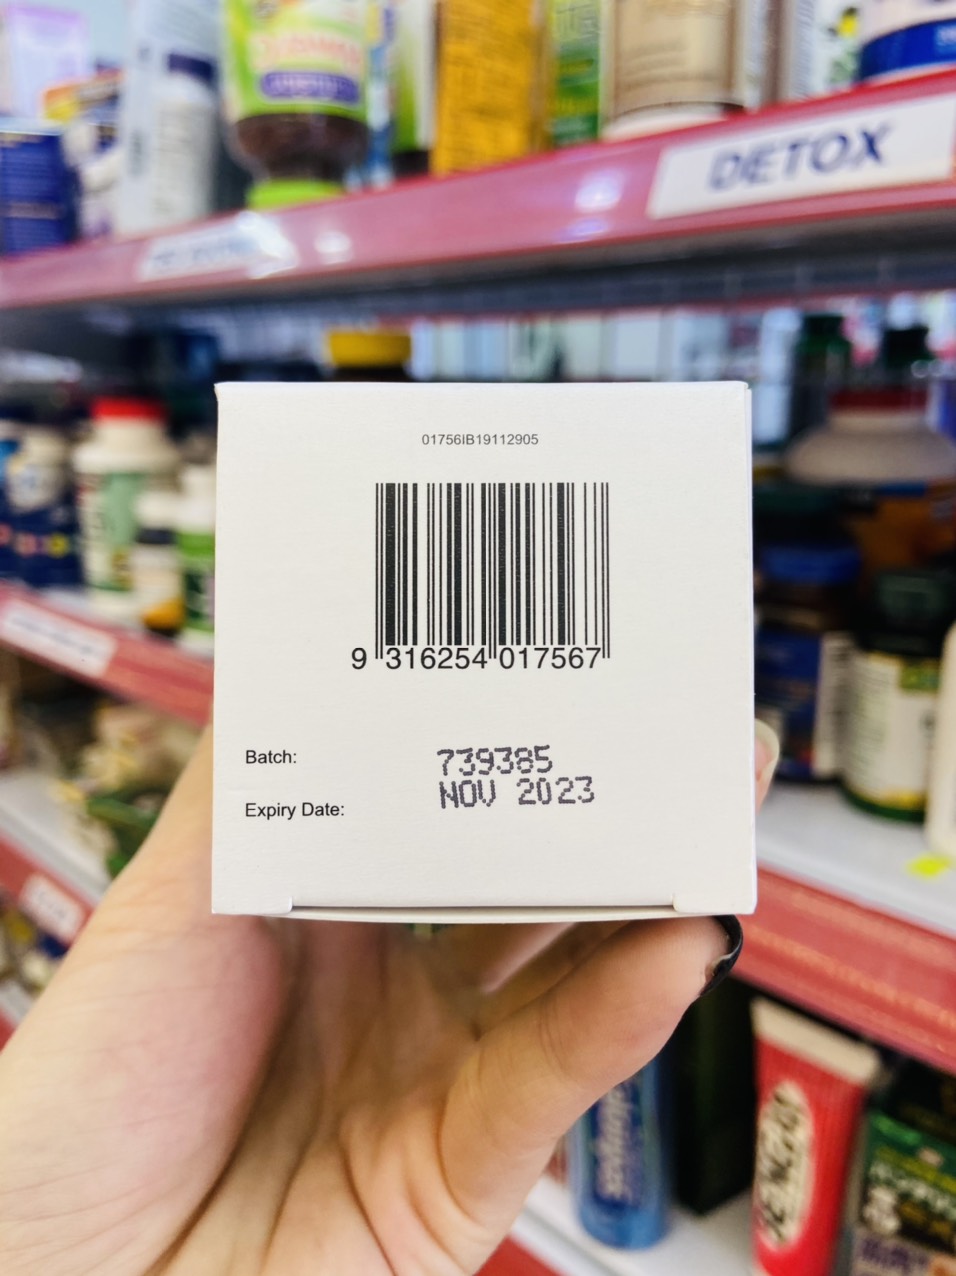 DETOX
01756IB19112905
9 316254 017567
Batch: 739385
Expiry Date: NOV 2023